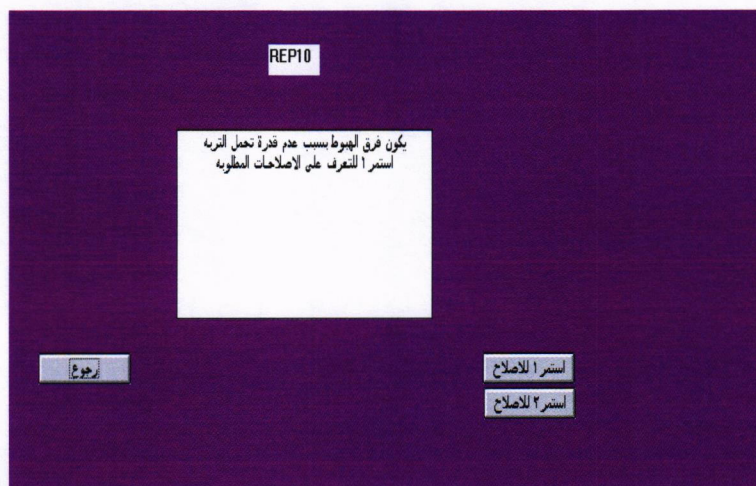 REP10
يكون فرق الهبوط بسبب عدم قدرة تحمل التربه
استمر ١ للتعرف علي الاصلاحات المطلوبه
استمر ١ للاصلاح
رجوع
استمر ٢ للاصلاح